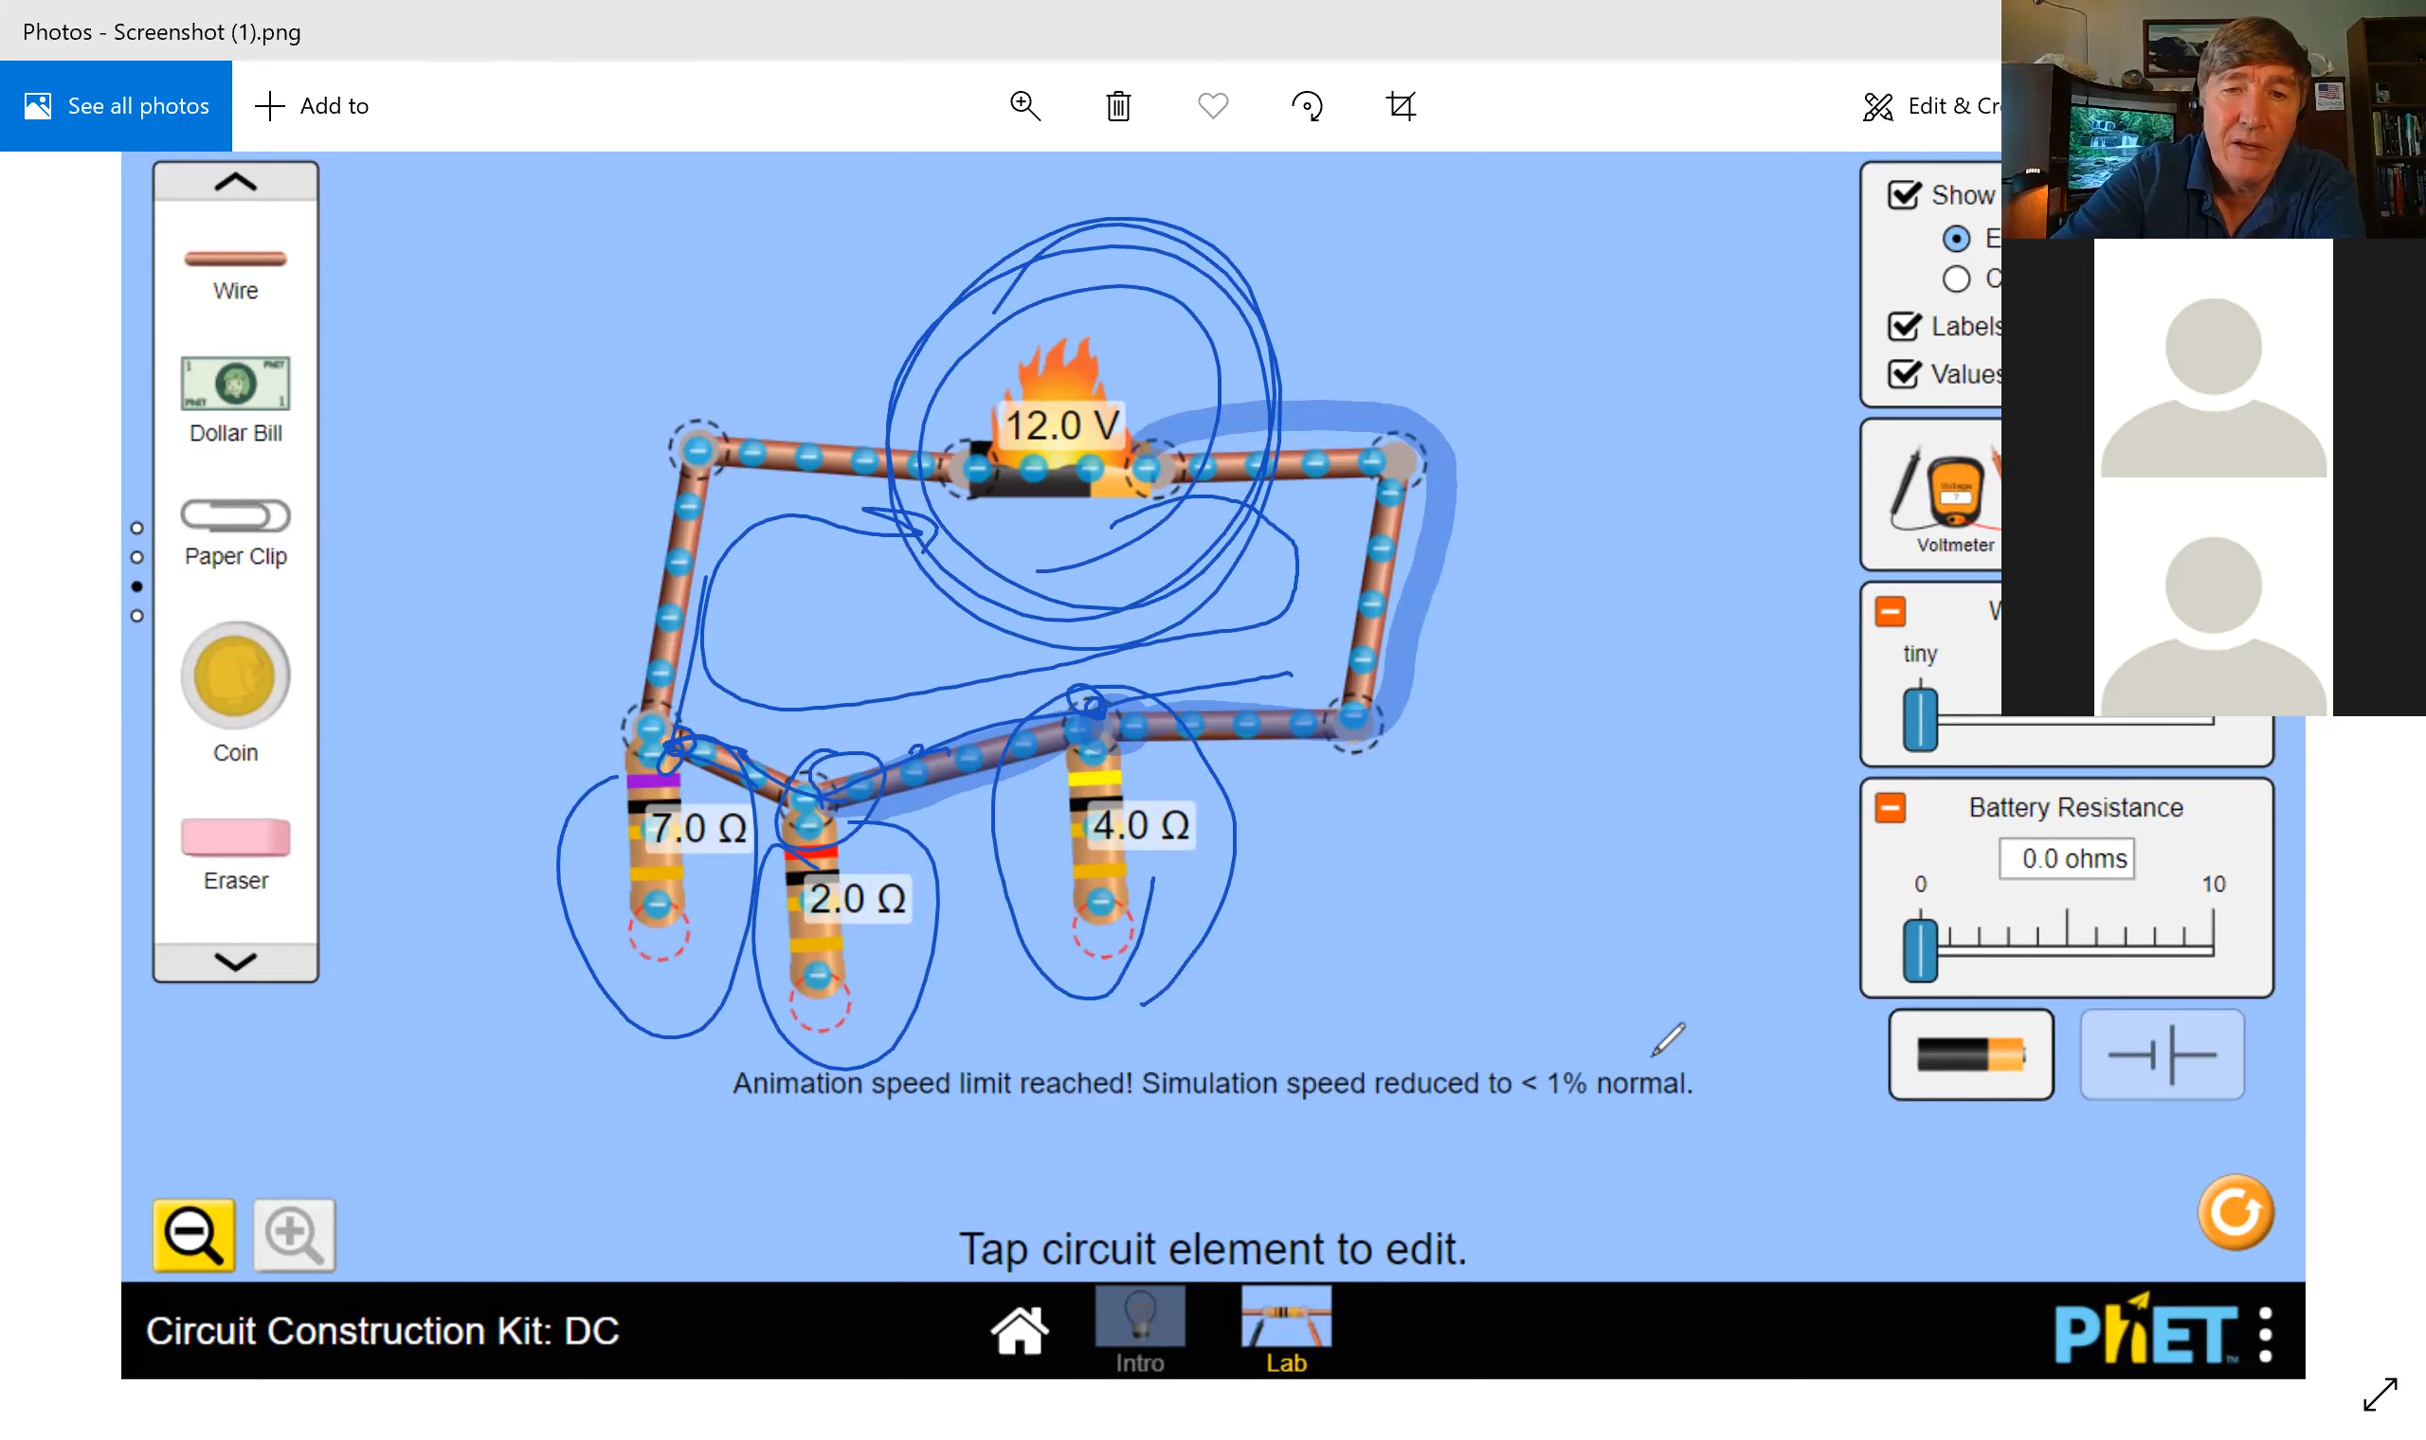 Photos - Screenshot (1).png
See all photos
Add to
Edit & Cr
Wire
Dollar Bill
Paper Clip
Coin
Eraser
12.0 V
7.0 Ω
2.0 Ω
4.0 Ω
Show
E
C
Labels
Values
Voltage
?
Voltmeter
tiny
Battery Resistance
0.0 ohms
0
10
Animation speed limit reached! Simulation speed reduced to < 1% normal.
Tap circuit element to edit.
Circuit Construction Kit: DC
Intro
Lab
PhET